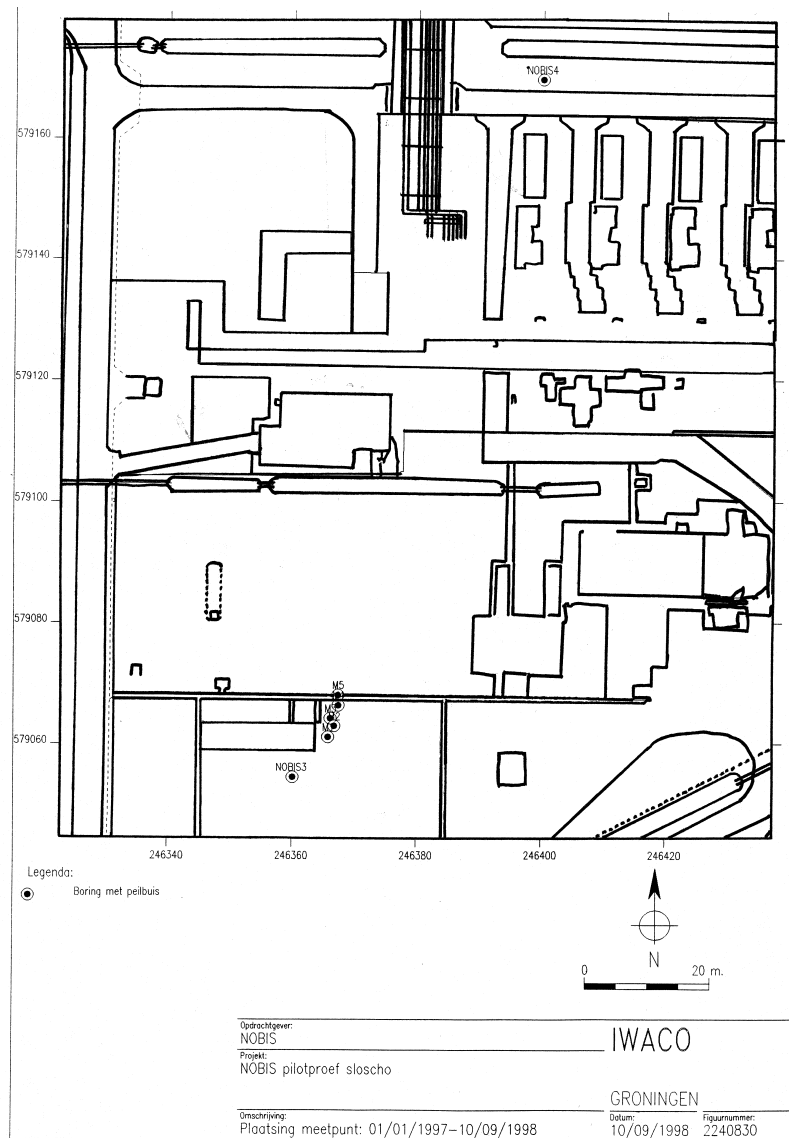 NOBIS4
579160
579140
579120
579100
579080
579060
M5
NOBIS3
246340
246360
246380
246400
246420
Legenda:
Boring met peilbuis
N
0 20 m.
Opdrachtgever:
NOBIS
IWACO
Projekt:
NOBIS pilotproef sloscho
GRONINGEN
Omschrijving:
Datum:
Figuurnummer:
Plaatsing meetpunt: 01/01/1997-10/09/1998
10/09/1998
2240830